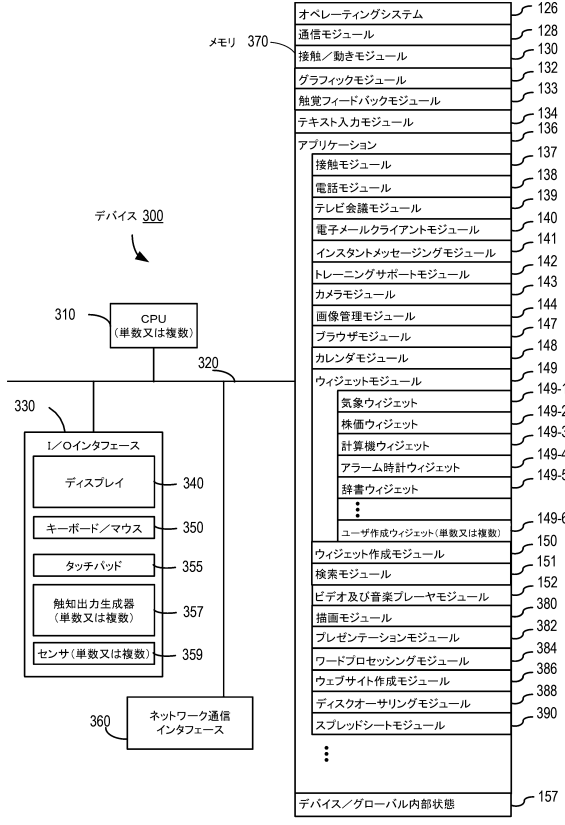 デバイス 300
310
CPU
(単数又は複数)
320
330
I/Oインタフェース
ディスプレイ
340
キーボード/マウス
350
タッチパッド
355
触知出力生成器
(単数又は複数)
357
センサ(単数又は複数)
359
360
ネットワーク通信
インタフェース
メモリ 370
オペレーティングシステム
126
通信モジュール
128
接触/動きモジュール
130
グラフィックモジュール
132
触覚フィードバックモジュール
133
テキスト入力モジュール
134
アプリケーション
136
接触モジュール
137
電話モジュール
138
テレビ会議モジュール
139
電子メールクライアントモジュール
140
インスタントメッセージングモジュール
141
トレーニングサポートモジュール
142
カメラモジュール
143
画像管理モジュール
144
ブラウザモジュール
147
カレンダモジュール
148
ウィジェットモジュール
149
気象ウィジェット
149-1
株価ウィジェット
149-2
計算機ウィジェット
149-3
アラーム時計ウィジェット
149-4
辞書ウィジェット
149-5
ユーザ作成ウィジェット(単数又は複数)
149-6
ウィジェット作成モジュール
150
検索モジュール
151
ビデオ及び音楽プレーヤモジュール
152
描画モジュール
380
プレゼンテーションモジュール
382
ワードプロセッシングモジュール
384
ウェブサイト作成モジュール
386
ディスクオーサリングモジュール
388
スプレッドシートモジュール
390
デバイス/グローバル内部状態
157